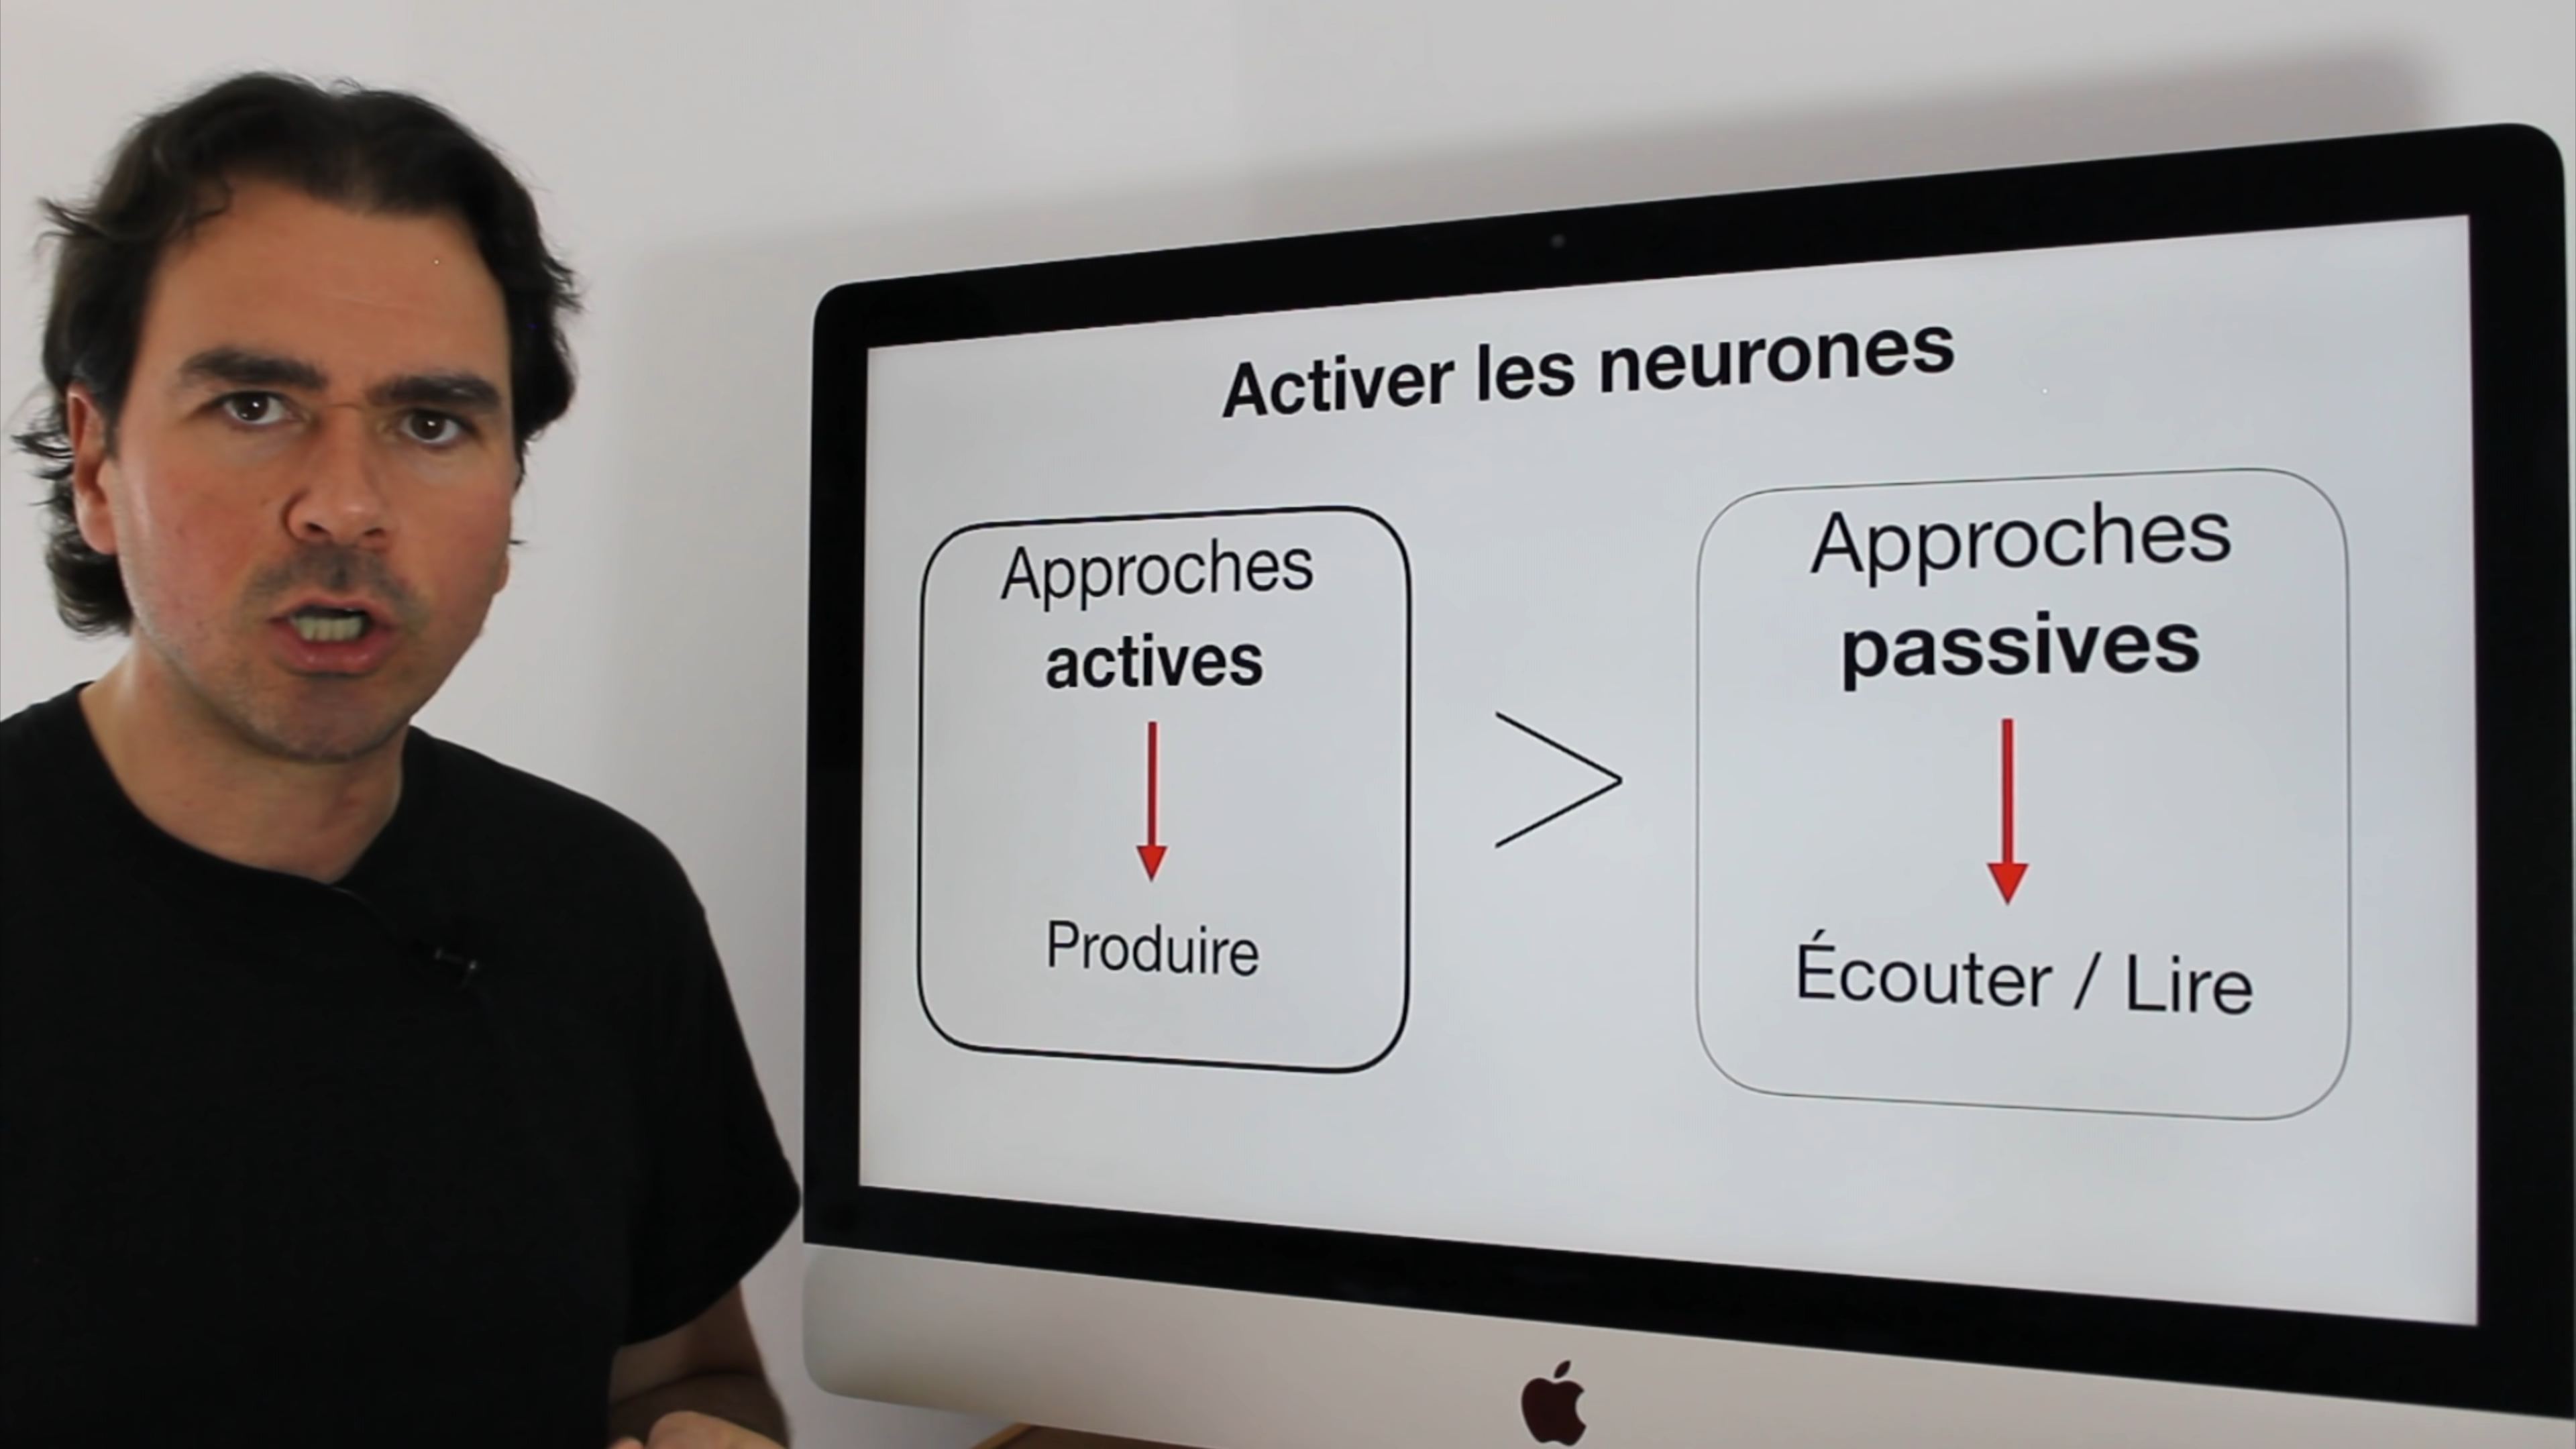 Activer les neurones
Approches
actives
Produire
>
Approches
passives
Écouter / Lire